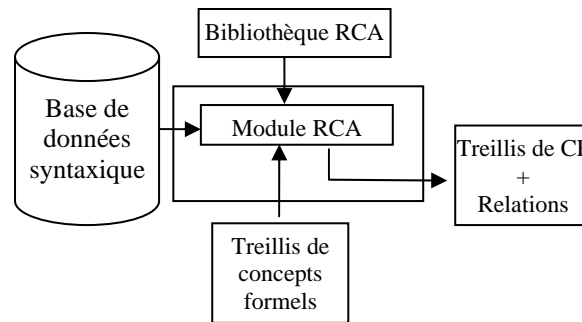 Bibliothèque RCA
Base de
données
syntaxique
Module RCA
Treillis de
+
Relations
Treillis de
concepts
formels